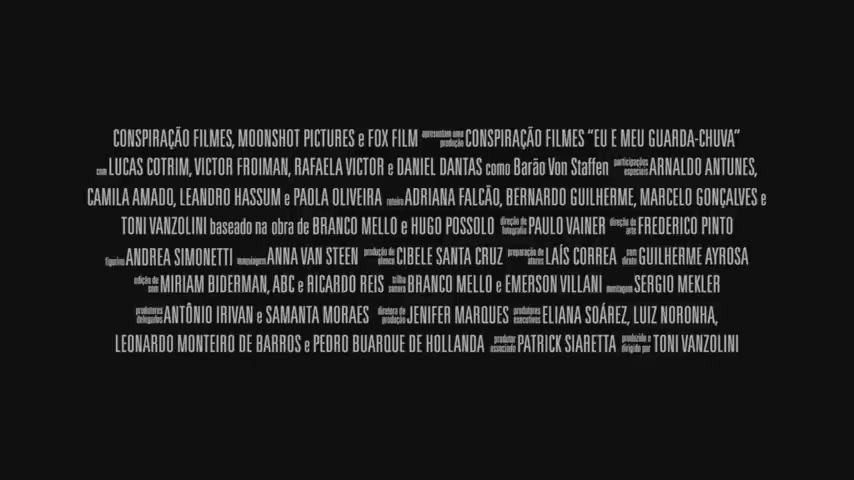 CONSPIRAÇÃO FILMES, MOONSHOT PICTURES e FOX FILM apresentam uma produção CONSPIRAÇÃO FILMES “EU E MEU GUARDA-CHUVA”
com LUCAS COTRIM, VICTOR FROIMAN, RAFAELA VICTOR e DANIEL DANTAS como Barão Von Staffen participações especiais ARNALDO ANTUNES,
CAMILA AMADO, LEANDRO HASSUM e PAOLA OLIVEIRA roteiro ADRIANA FALCÃO, BERNARDO GUILHERME, MARCELO GONÇALVES e
TONI VANZOLINI baseado na obra de BRANCO MELLO e HUGO POSSOLO direção de fotografia PAULO VAINER direção de arte FREDERICO PINTO
figurino ANDREA SIMONETTI maquiagem ANNA VAN STEEN produção de elenco CIBELE SANTA CRUZ preparação de atores LAÍS CORREA som direto GUILHERME AYROSA
edição de som MIRIAM BIDERMAN, ABC e RICARDO REIS trilha sonora BRANCO MELLO e EMERSON VILLANI montagem SERGIO MEKLER
produtores delegados ANTÔNIO IRIVAN e SAMANTA MORAES diretora de produção JENIFER MARQUES produtores executivos ELIANA SOÁREZ, LUIZ NORONHA,
LEONARDO MONTEIRO DE BARROS e PEDRO BUARQUE DE HOLLANDA produtor associado PATRICK SIARETTA produzido e dirigido por TONI VANZOLINI